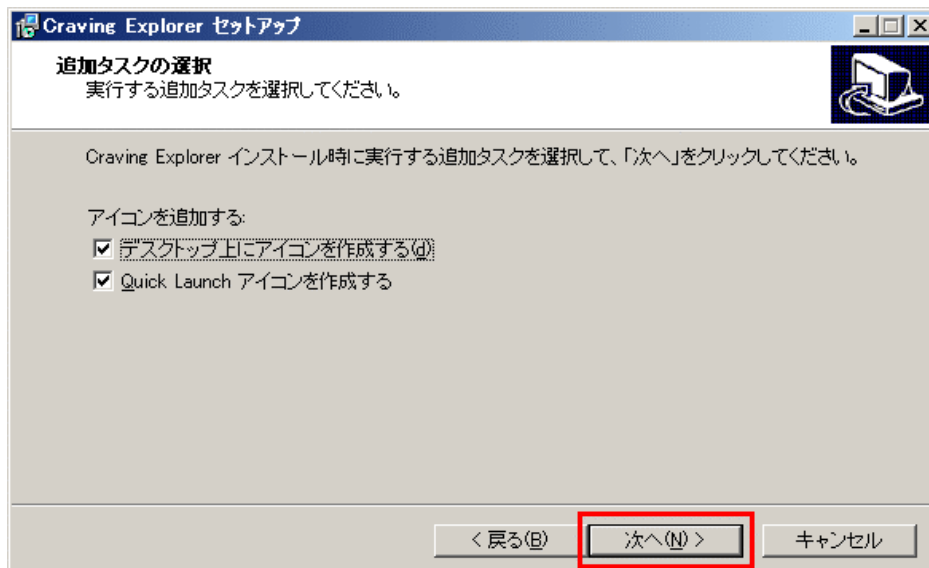 Craving Explorer セットアップ
追加タスクの選択
実行する追加タスクを選択してください。
Craving Explorer インストール時に実行する追加タスクを選択して、「次へ」をクリックしてください。
アイコンを追加する:
デスクトップ上にアイコンを作成する(d)
Quick Launch アイコンを作成する
< 戻る(B)
次へ(N) >
キャンセル